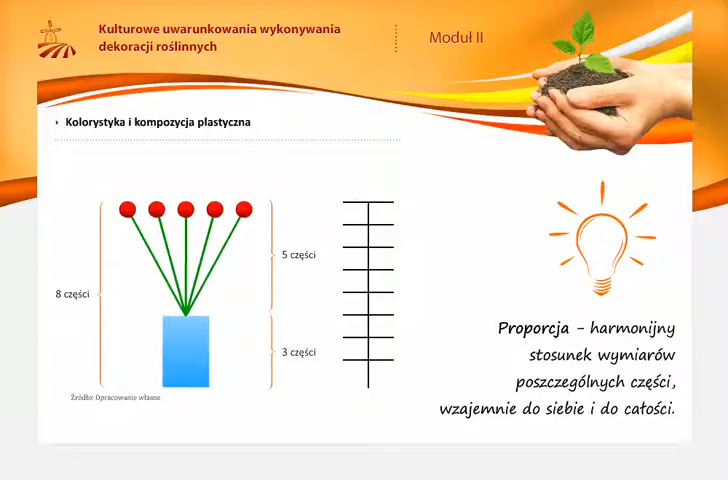 Kulturowe uwarunkowania wykonywania
dekoracji roślinnych
Moduł II
Kolorystyka i kompozycja plastyczna
5 części
8 części
3 części
Źródło: Opracowanie własne
Proporcja - harmonijny
stosunek wymiarów
poszczególnych części,
wzajemnie do siebie i do całości.